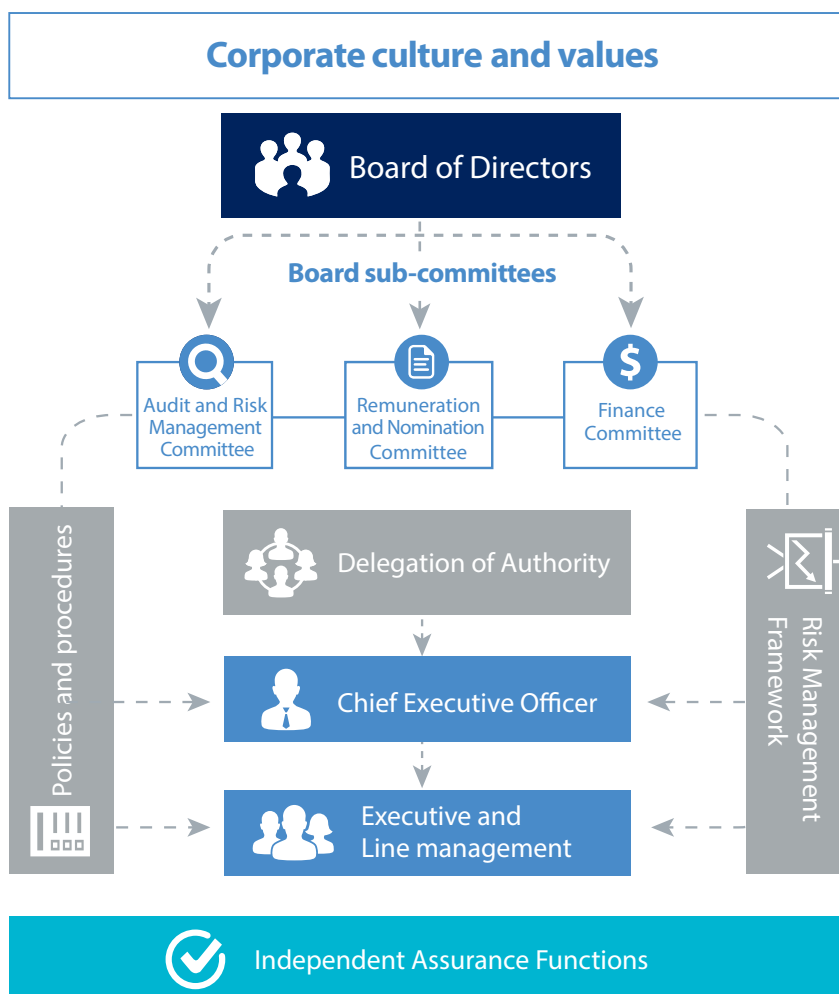 Corporate culture and values
Board of Directors
Board sub-committees
Audit and Risk
Management
Committee
Remuneration
and Nomination
Committee
$
Finance
Committee
Policies and procedures
Delegation of Authority
Chief Executive Officer
Executive and
Line management
Risk Management
Framework
Independent Assurance Functions